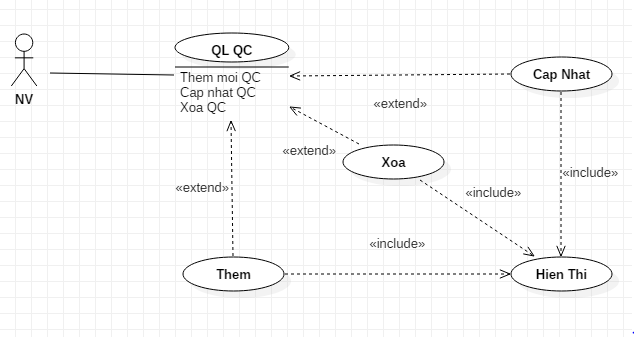 QL QC
Them moi QC
Cap nhat QC
Xoa QC
NV
Cap Nhat
«extend»
«extend»
Xoa
«include»
«extend»
«include»
«include»
Them
Hien Thi